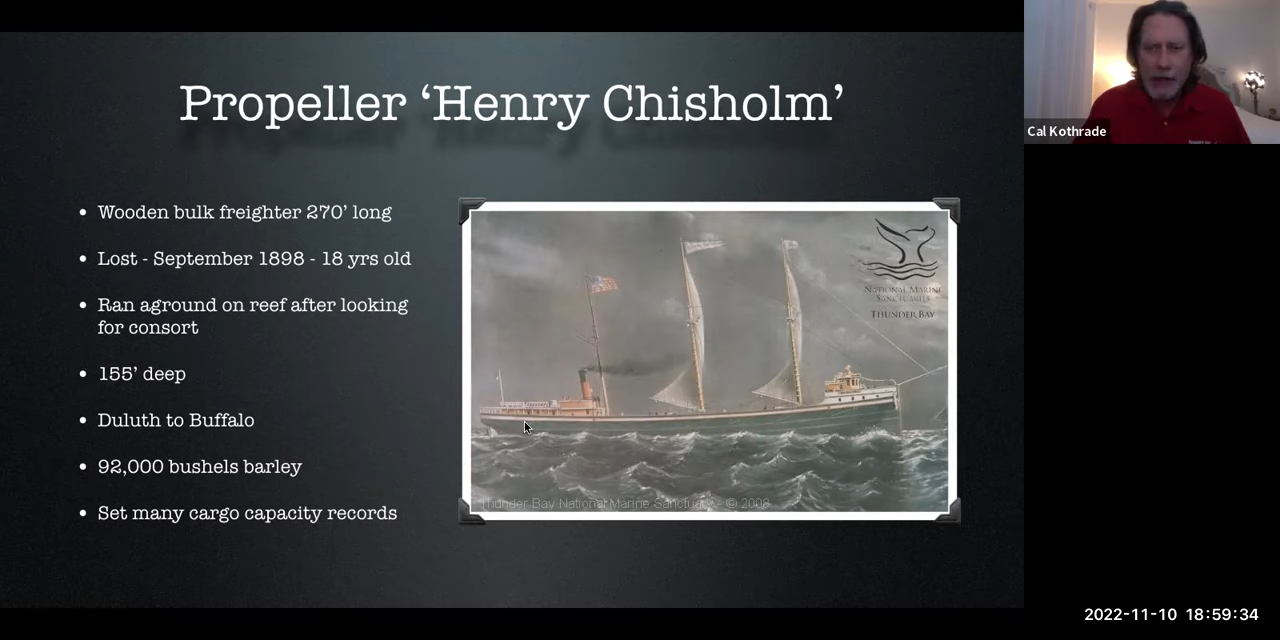 Propeller ‘Henry Chisholm’
• Wooden bulk freighter 270’ long
• Lost - September 1898 - 18 yrs old
• Ran aground on reef after looking
for consort
• 155’ deep
• Duluth to Buffalo
• 92,000 bushels barley
• Set many cargo capacity records
NATIONAL MARINE
SANCTUARIES
THUNDER BAY
Thunder Bay National Marine Sanctuary - © 2008
Cal Kothrade
2022-11-10 18:59:34